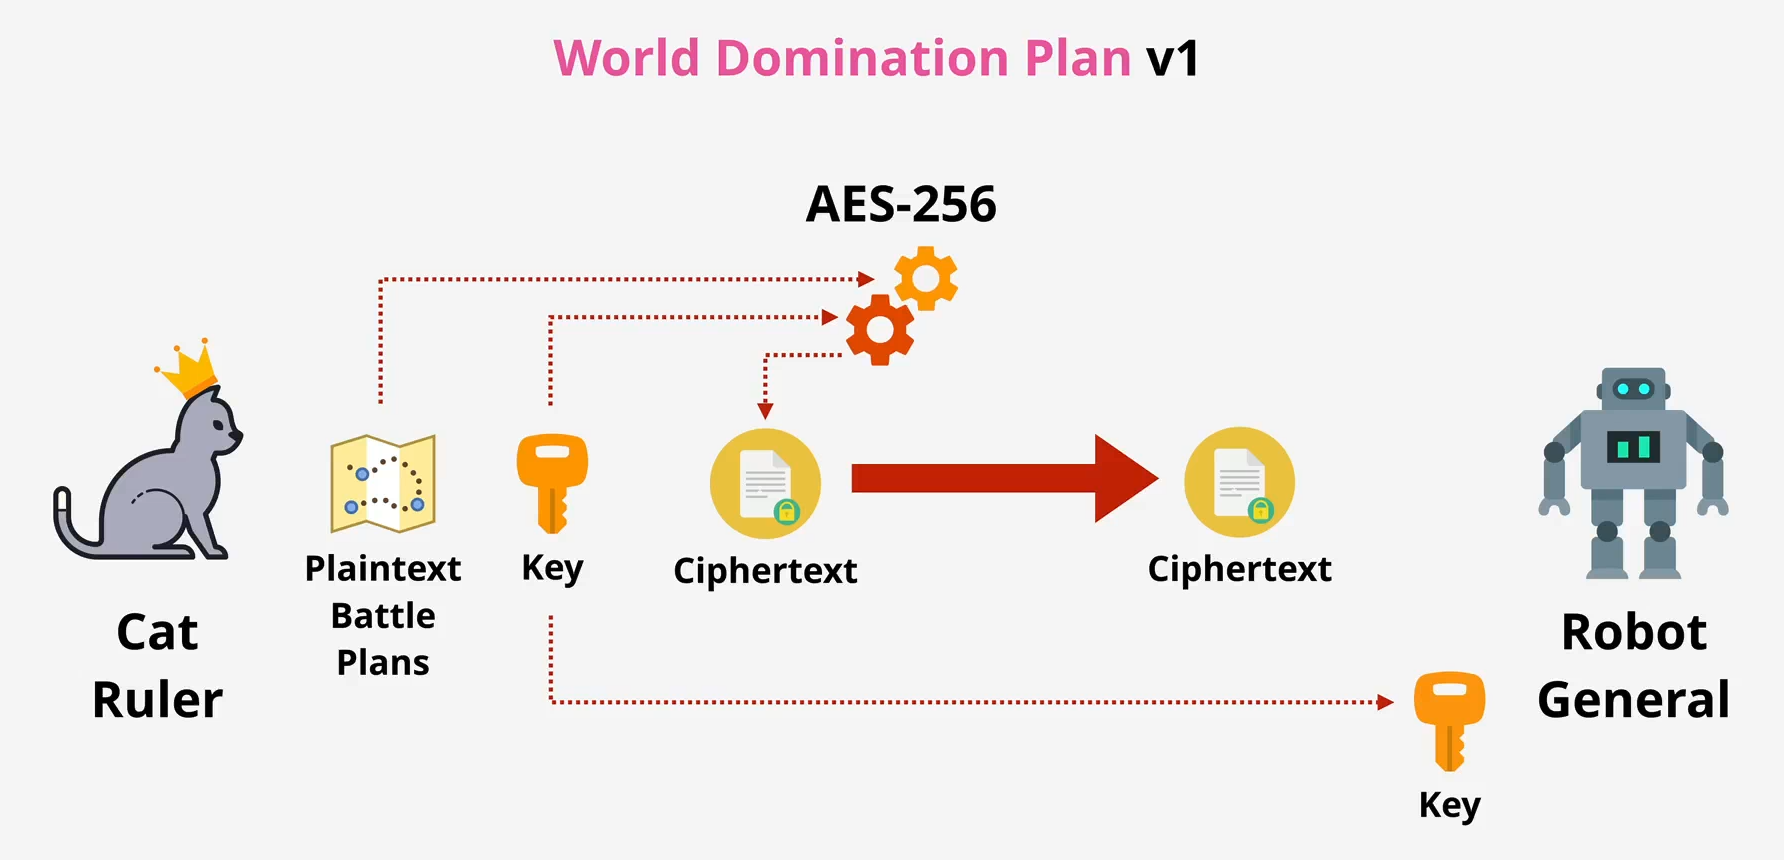 World Domination Plan v1
AES-256
Plaintext
Battle
Plans
Key
Ciphertext
Ciphertext
Cat
Ruler
Robot
General
Key